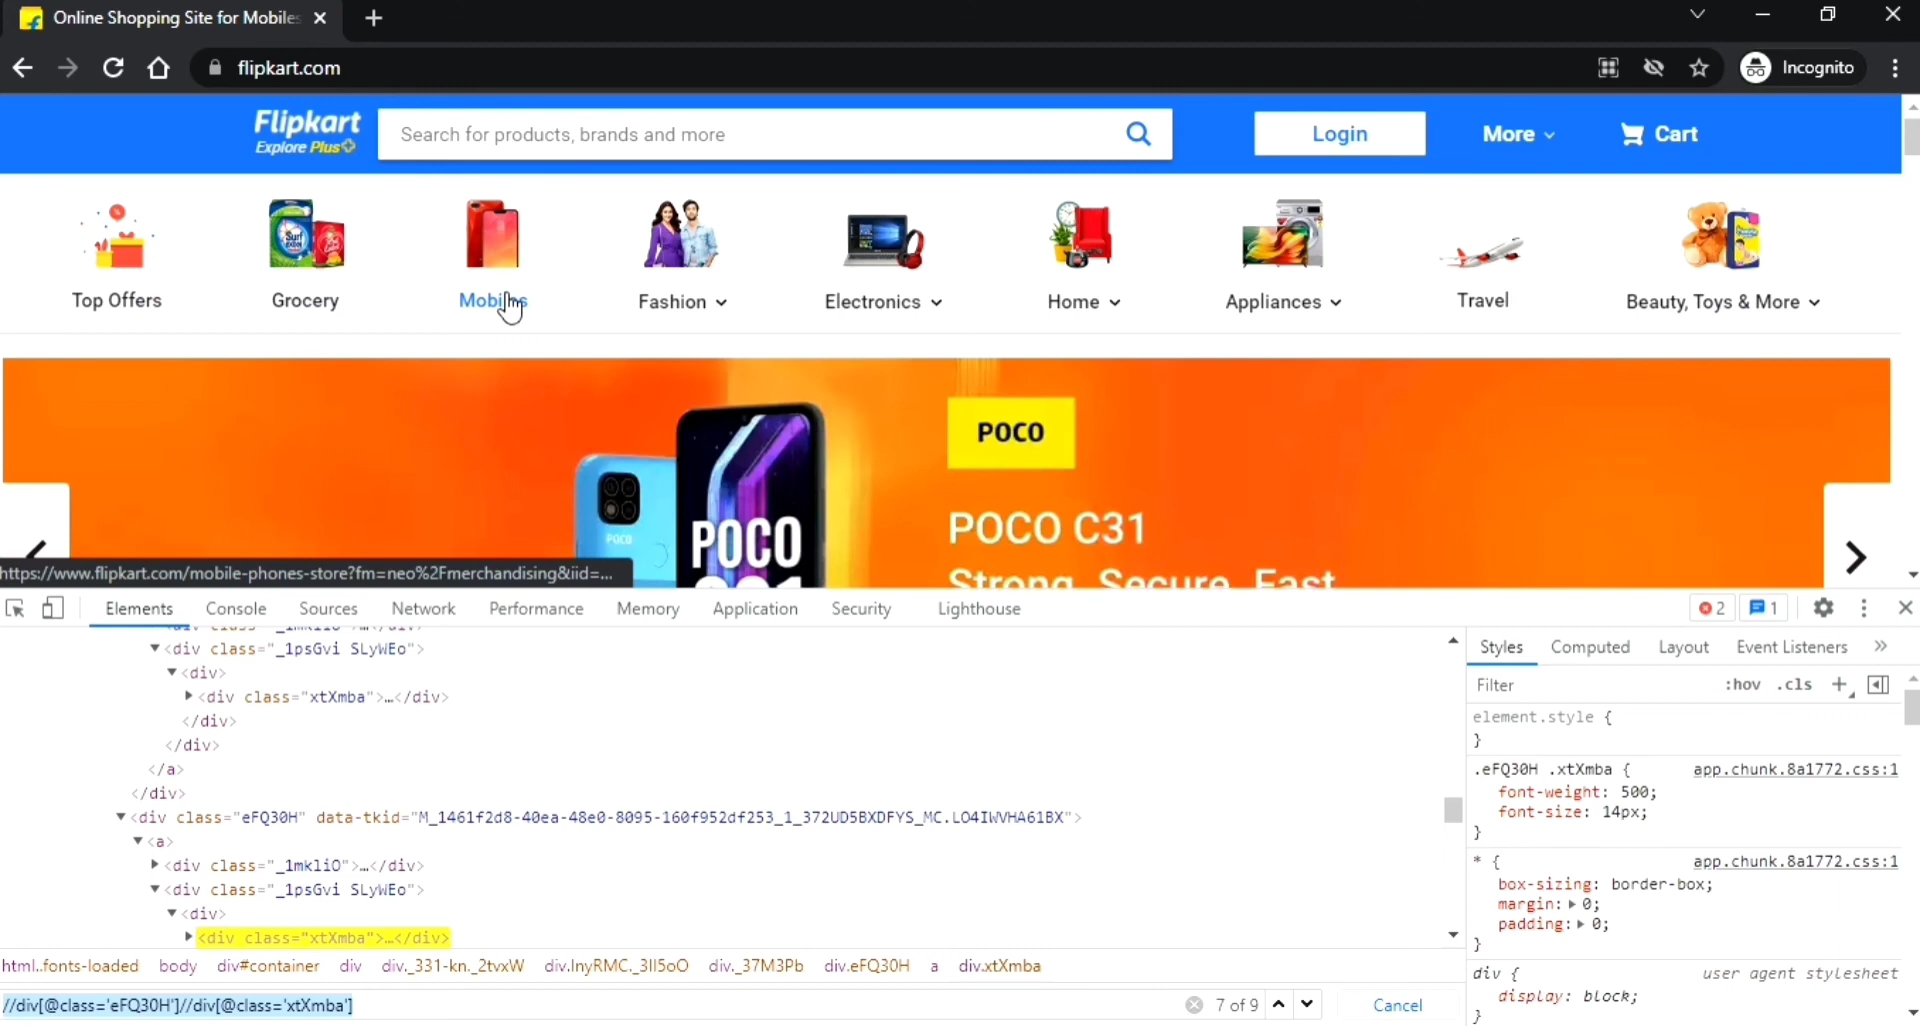 Online Shopping Site for Mobiles
flipkart.com
Incognito
Flipkart
Explore Plus
Search for products, brands and more
Login
More
Cart
Top Offers
Grocery
Mobiles
Fashion
Electronics
Home
Appliances
Travel
Beauty, Toys & More
POCO
POCO C31
Strong. Secure. Fast
POCO
POCO
C31
https://www.flipkart.com/mobile-phones-store?fm=neo%2Fmerchandising&iid=...
Elements
Console
Sources
Network
Performance
Memory
Application
Security
Lighthouse
2
1
<div class="_1psGvi SLyWEo">
<div>
<div class="xtXmba">…</div>
</div>
</div>
</a>
</div>
<div class="eFQ30H" data-tkid="M_1461f2d8-40ea-48e0-8095-160f952df253_1_372UD5BXDFYS_MC.LO4IWVHA61BX">
<a>
<div class="_1mkliO">…</div>
<div class="_1psGvi SLyWEo">
<div>
<div class="xtXmba">…</div>
html..fonts-loaded body div#container div div._331-kn._2tvxW div.InyRMC._3Il5oO div._37M3Pb div.eFQ30H a div.xtXmba
//div[@class='eFQ30H']//div[@class='xtXmba']
7 of 9
Cancel
Styles
Computed
Layout
Event Listeners
»
Filter
:hov
.cls
+
element.style {
}
.eFQ30H .xtXmba {
app.chunk.8a1772.css:1
font-weight: 500;
font-size: 14px;
}
* {
app.chunk.8a1772.css:1
box-sizing: border-box;
margin: 0;
padding: 0;
}
div {
user agent stylesheet
display: block;
}